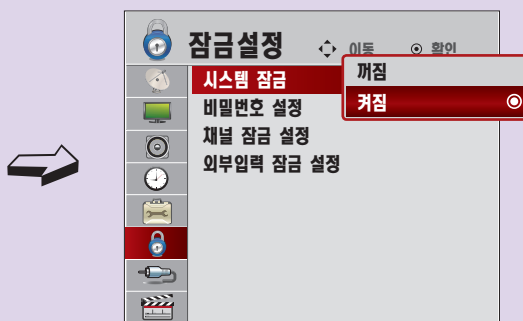 잠금설정 이동 확인
시스템 잠금
꺼짐
켜짐
비밀번호 설정
채널 잠금 설정
외부입력 잠금 설정